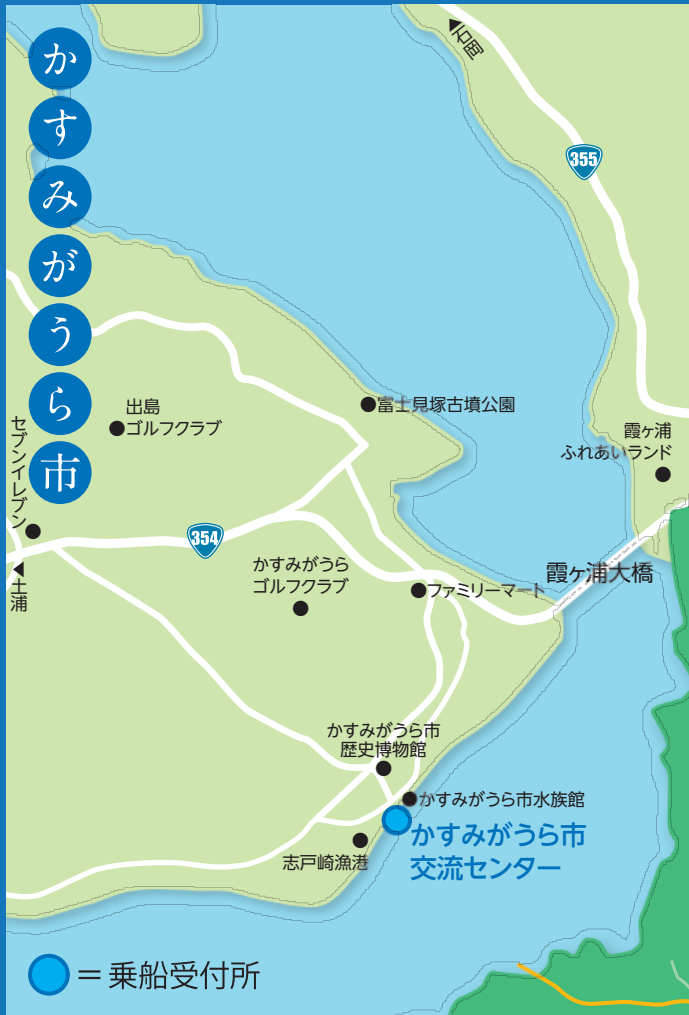 かすみがうら市
石岡
355
富士見塚古墳公園
出島
ゴルフクラブ
セブンイレブン
霞ヶ浦
ふれあいランド
354
土浦
かすみがうら
ゴルフクラブ
ファミリーマート
霞ヶ浦大橋
かすみがうら市
歴史博物館
かすみがうら市水族館
かすみがうら市
交流センター
志戸崎漁港
＝乗船受付所